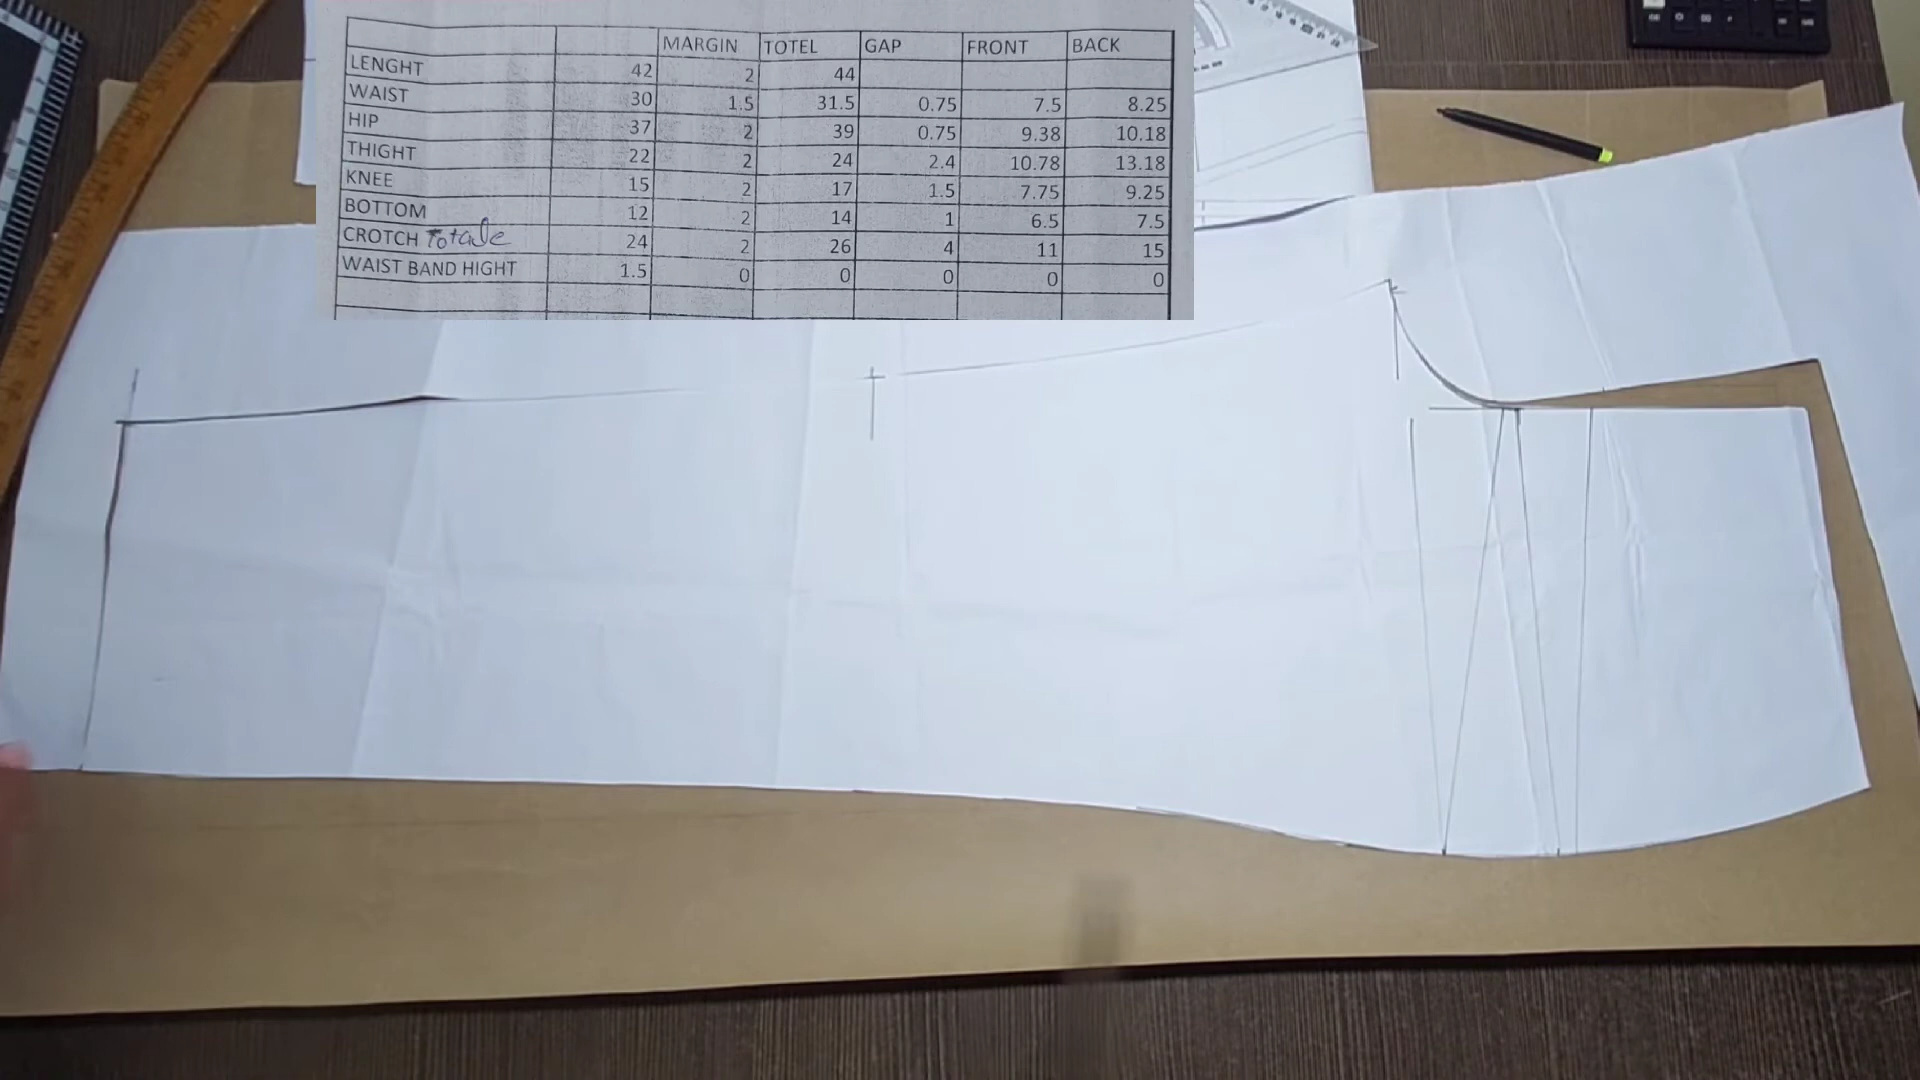 MARGIN TOTEL GAP FRONT BACK
LENGHT 42 2 44
WAIST 30 1.5 31.5 0.75 7.5 8.25
HIP 37 2 39 0.75 9.38 10.18
THIGHT 22 2 24 2.4 10.78 13.18
KNEE 15 2 17 1.5 7.75 9.25
BOTTOM 12 2 14 1 6.5 7.5
CROTCH Totale 24 2 26 4 11 15
WAIST BAND HIGHT 1.5 0 0 0 0 0